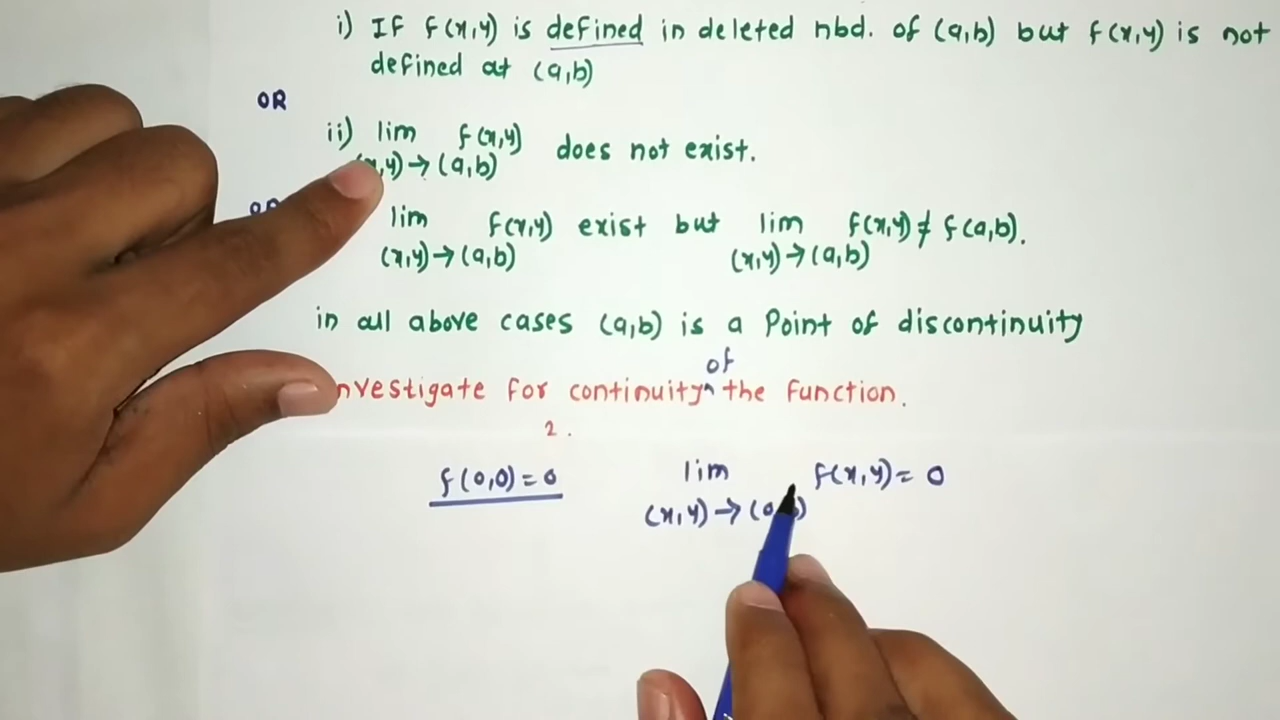 i) If f(x,y) is defined in deleted nbd. of (a,b) but f(x,y) is not
defined at (a,b)
OR
ii) lim f(x,y) does not exist.
(x,y)→(a,b)
lim f(x,y) exist but lim f(x,y) ≠ f(a,b).
(x,y)→(a,b) (x,y)→(a,b)
in all above cases (a,b) is a Point of discontinuity
of
nvestigate for continuity ^ the function.
2.
f(0,0) = 0 lim f(x,y) = 0
(x,y)→(0